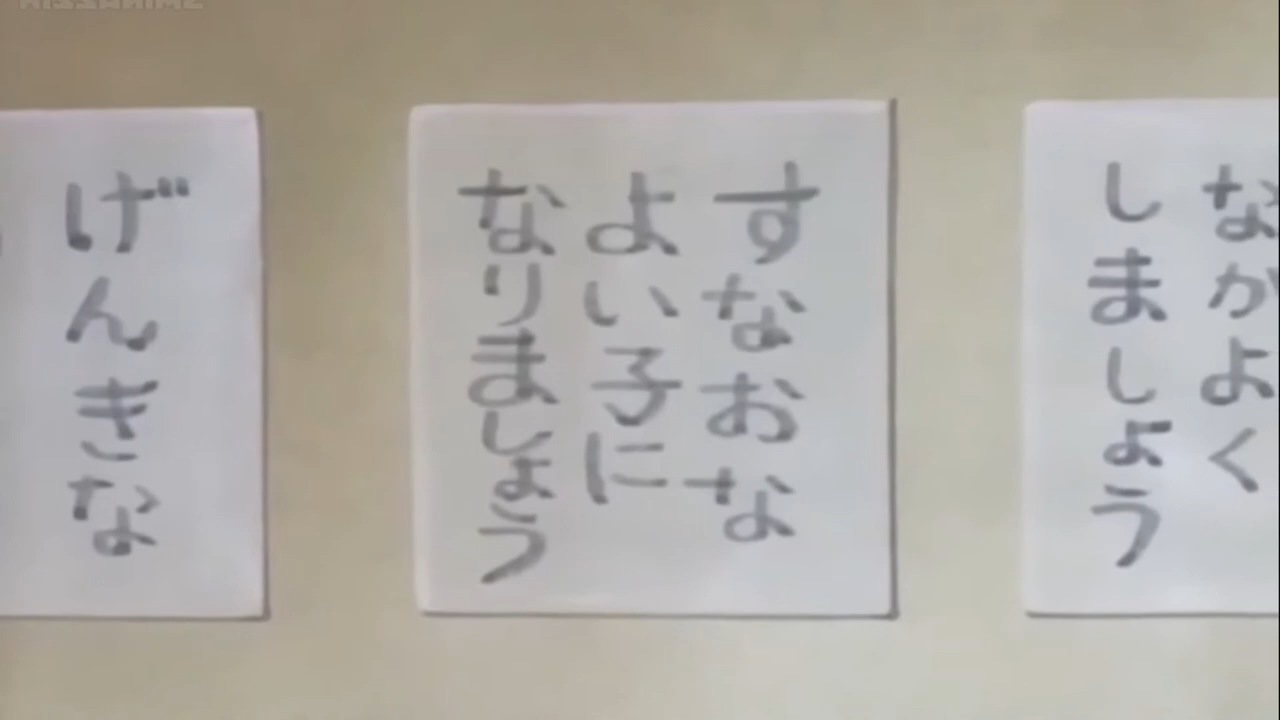 なかよく
しましょう
すなおな
よい子に
なりましょう
げんきな